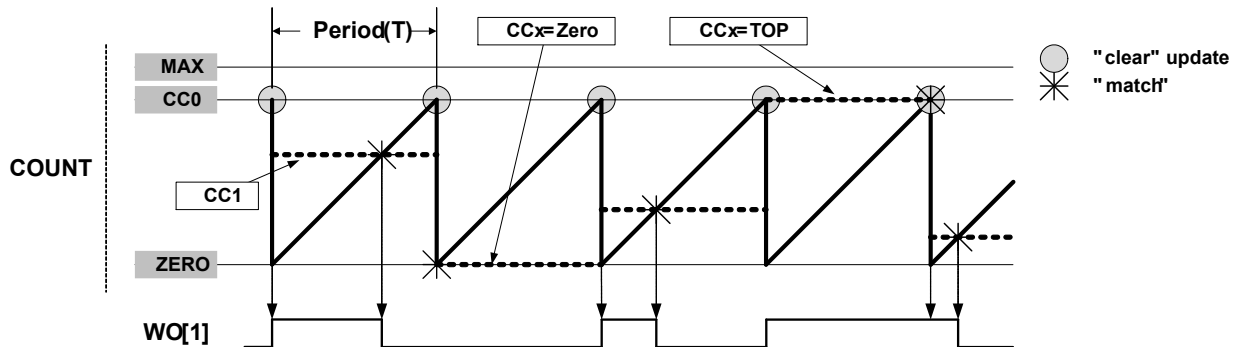 Period(T)
CCx=Zero
CCx=TOP
"clear" update
"match"
MAX
CC0
COUNT
CC1
ZERO
WO[1]